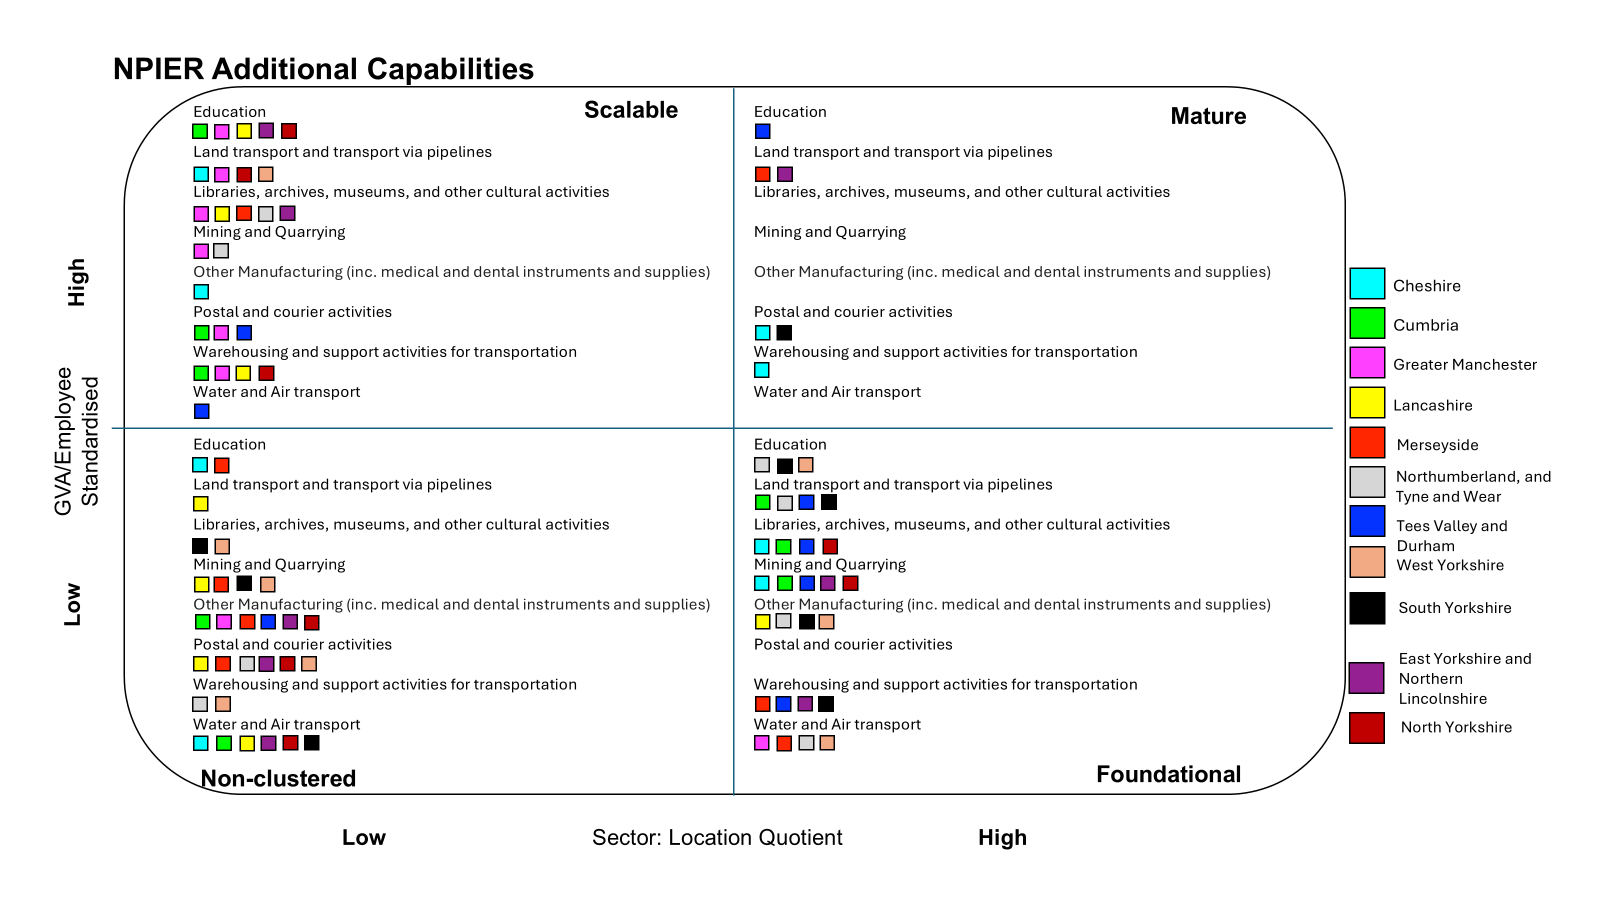 NPIER Additional Capabilities
Scalable
Education
Land transport and transport via pipelines
Libraries, archives, museums, and other cultural activities
Mining and Quarrying
Other Manufacturing (inc. medical and dental instruments and supplies)
Postal and courier activities
Warehousing and support activities for transportation
Water and Air transport
Mature
Education
Land transport and transport via pipelines
Libraries, archives, museums, and other cultural activities
Mining and Quarrying
Other Manufacturing (inc. medical and dental instruments and supplies)
Postal and courier activities
Warehousing and support activities for transportation
Water and Air transport
High
GVA/Employee
Standardised
Low
Education
Land transport and transport via pipelines
Libraries, archives, museums, and other cultural activities
Mining and Quarrying
Other Manufacturing (inc. medical and dental instruments and supplies)
Postal and courier activities
Warehousing and support activities for transportation
Water and Air transport
Non-clustered
Education
Land transport and transport via pipelines
Libraries, archives, museums, and other cultural activities
Mining and Quarrying
Other Manufacturing (inc. medical and dental instruments and supplies)
Postal and courier activities
Warehousing and support activities for transportation
Water and Air transport
Foundational
Low
Sector: Location Quotient
High
Cheshire
Cumbria
Greater Manchester
Lancashire
Merseyside
Northumberland, and
Tyne and Wear
Tees Valley and
Durham
West Yorkshire
South Yorkshire
East Yorkshire and
Northern
Lincolnshire
North Yorkshire